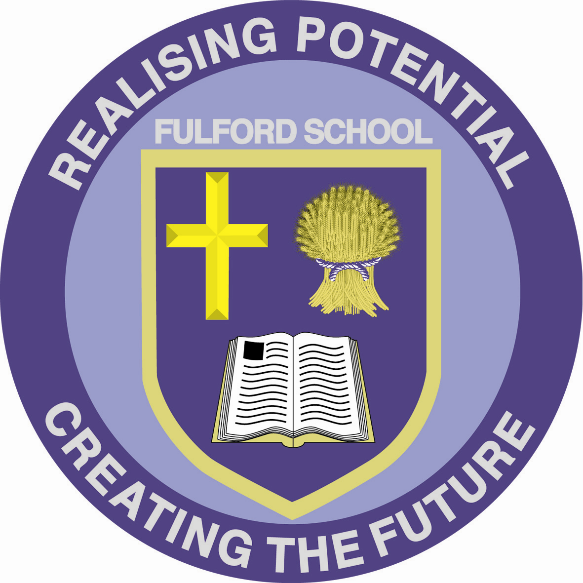 REALISING POTENTIAL
FULFORD SCHOOL
CREATING THE FUTURE